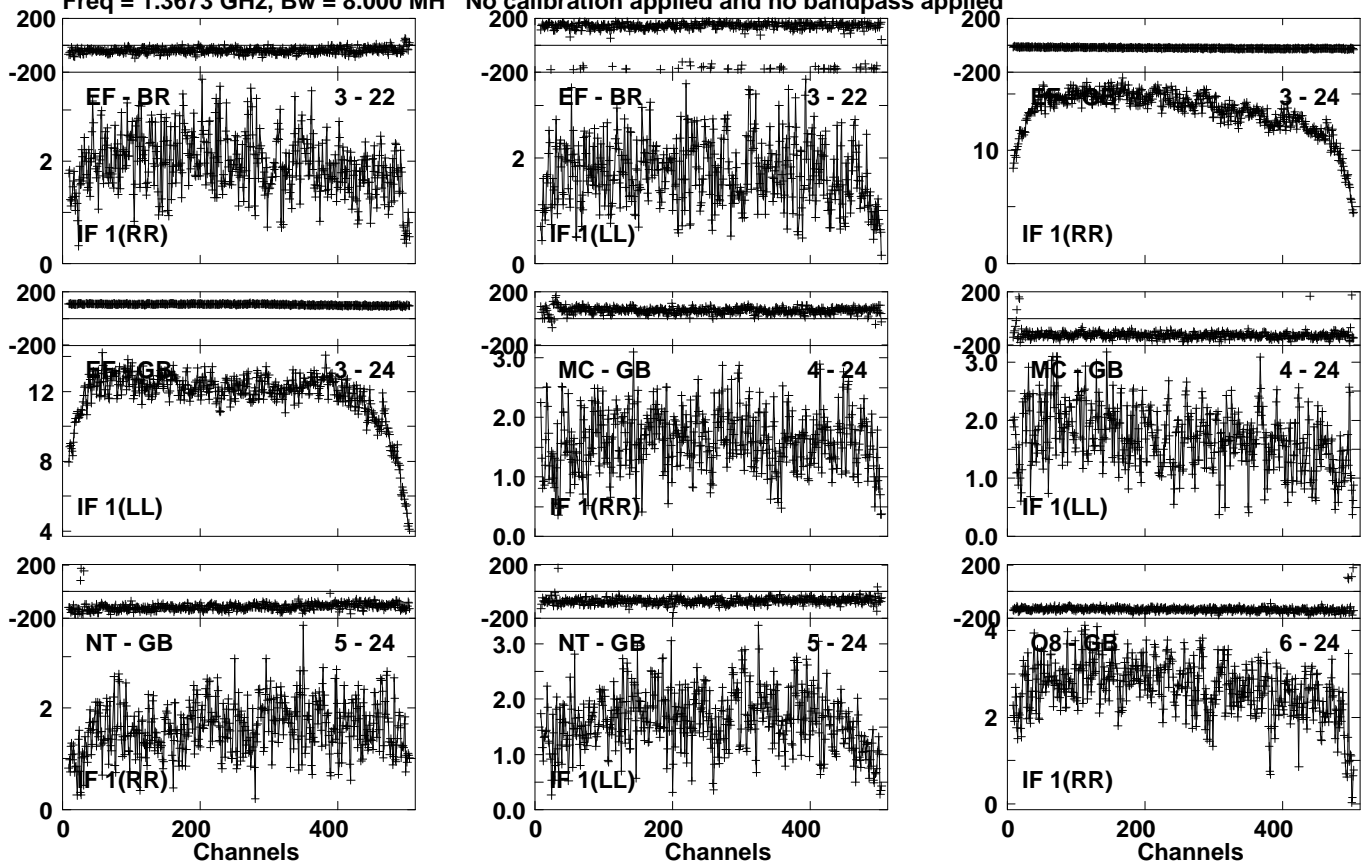 Freq = 1.3673 GHz, Bw = 8.000 MH No calibration applied and no bandpass applied
200
-200
EF - BR 3 - 22
2
IF 1(RR)
0
200
-200
EF - BR 3 - 22
2
IF 1(LL)
0
200
-200
EF - GB 3 - 24
10
IF 1(RR)
0
200
-200
EF - GB 3 - 24
12
8
IF 1(LL)
4
200
-200
3.0
MC - GB 4 - 24
2.0
1.0
IF 1(RR)
0.0
200
-200
3.0
MC - GB 4 - 24
2.0
1.0
IF 1(LL)
0.0
200
-200
NT - GB 5 - 24
2
IF 1(RR)
0
0 200 400
Channels
200
-200
3.0
NT - GB 5 - 24
2.0
1.0
IF 1(LL)
0.0
0 200 400
Channels
200
-200
4
O8 - GB 6 - 24
2
IF 1(RR)
0
0 200 400
Channels